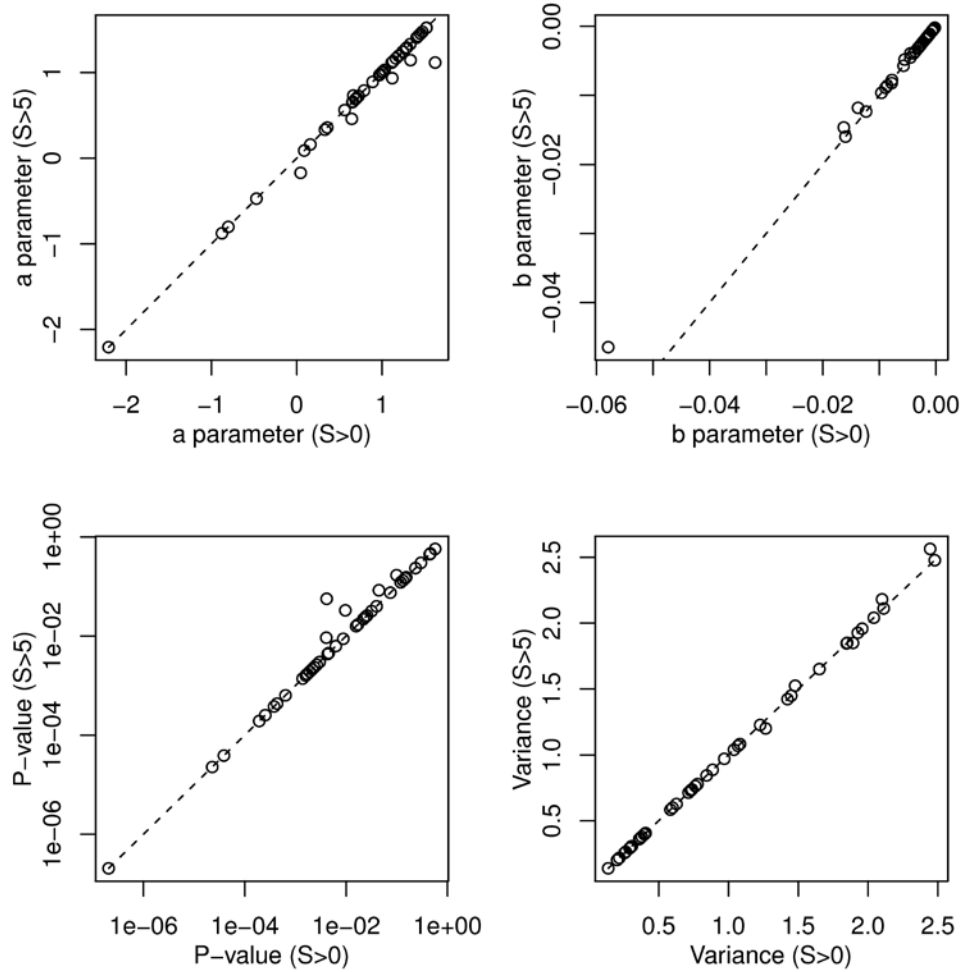 a parameter (S>5)
1
0
−1
−2
−2
−1
0
1
a parameter (S>0)
b parameter (S>5)
0.00
−0.02
−0.04
−0.06
−0.04
−0.02
0.00
b parameter (S>0)
P−value (S>5)
1e+00
1e−02
1e−04
1e−06
1e−06
1e−04
1e−02
1e+00
P−value (S>0)
Variance (S>5)
2.5
2.0
1.5
1.0
0.5
0.5
1.0
1.5
2.0
2.5
Variance (S>0)